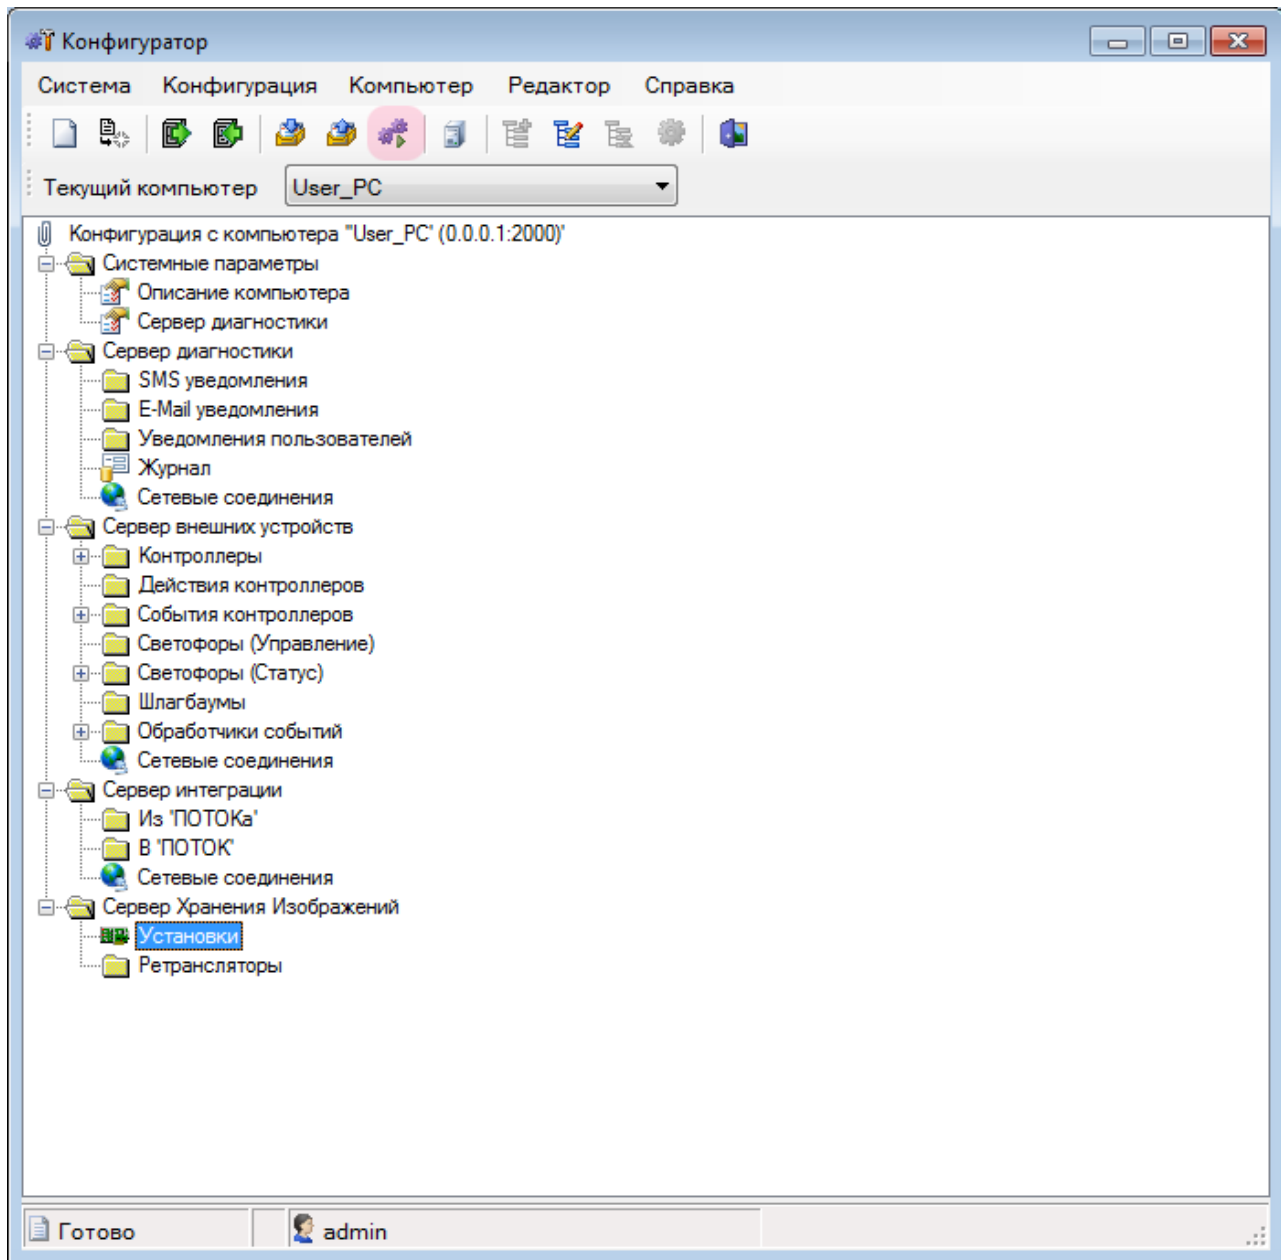 Конфигуратор
Система Конфигурация Компьютер Редактор Справка
Текущий компьютер User_PC
Конфигурация с компьютера "User_PC" (0.0.0.1:2000)'
Системные параметры
Описание компьютера
Сервер диагностики
Сервер диагностики
SMS уведомления
E-Mail уведомления
Уведомления пользователей
Журнал
Сетевые соединения
Сервер внешних устройств
Контроллеры
Действия контроллеров
События контроллеров
Светофоры (Управление)
Светофоры (Статус)
Шлагбаумы
Обработчики событий
Сетевые соединения
Сервер интеграции
Из 'ПОТОКа'
В 'ПОТОК'
Сетевые соединения
Сервер Хранения Изображений
Установки
Ретрансляторы
Готово admin